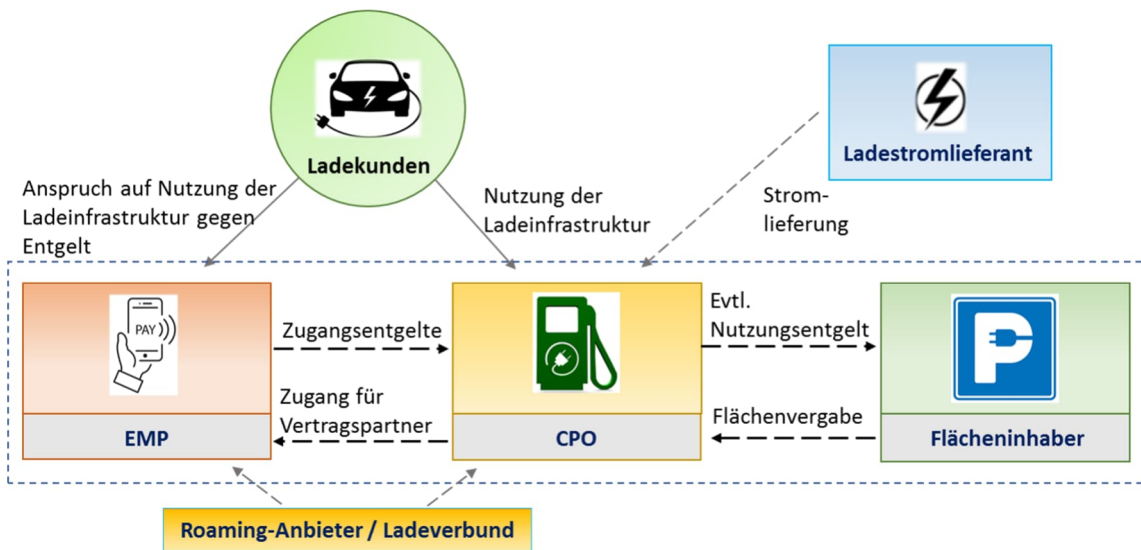 Ladekunden
Ladestromlieferant
Anspruch auf Nutzung der
Ladeinfrastruktur gegen
Entgelt
Nutzung der
Ladeinfrastruktur
Strom-
lieferung
PAY
EMP
Zugangsentgelte
Zugang für
Vertragspartner
CPO
Evtl.
Nutzungsentgelt
Flächenvergabe
P
Flächeninhaber
Roaming-Anbieter / Ladeverbund